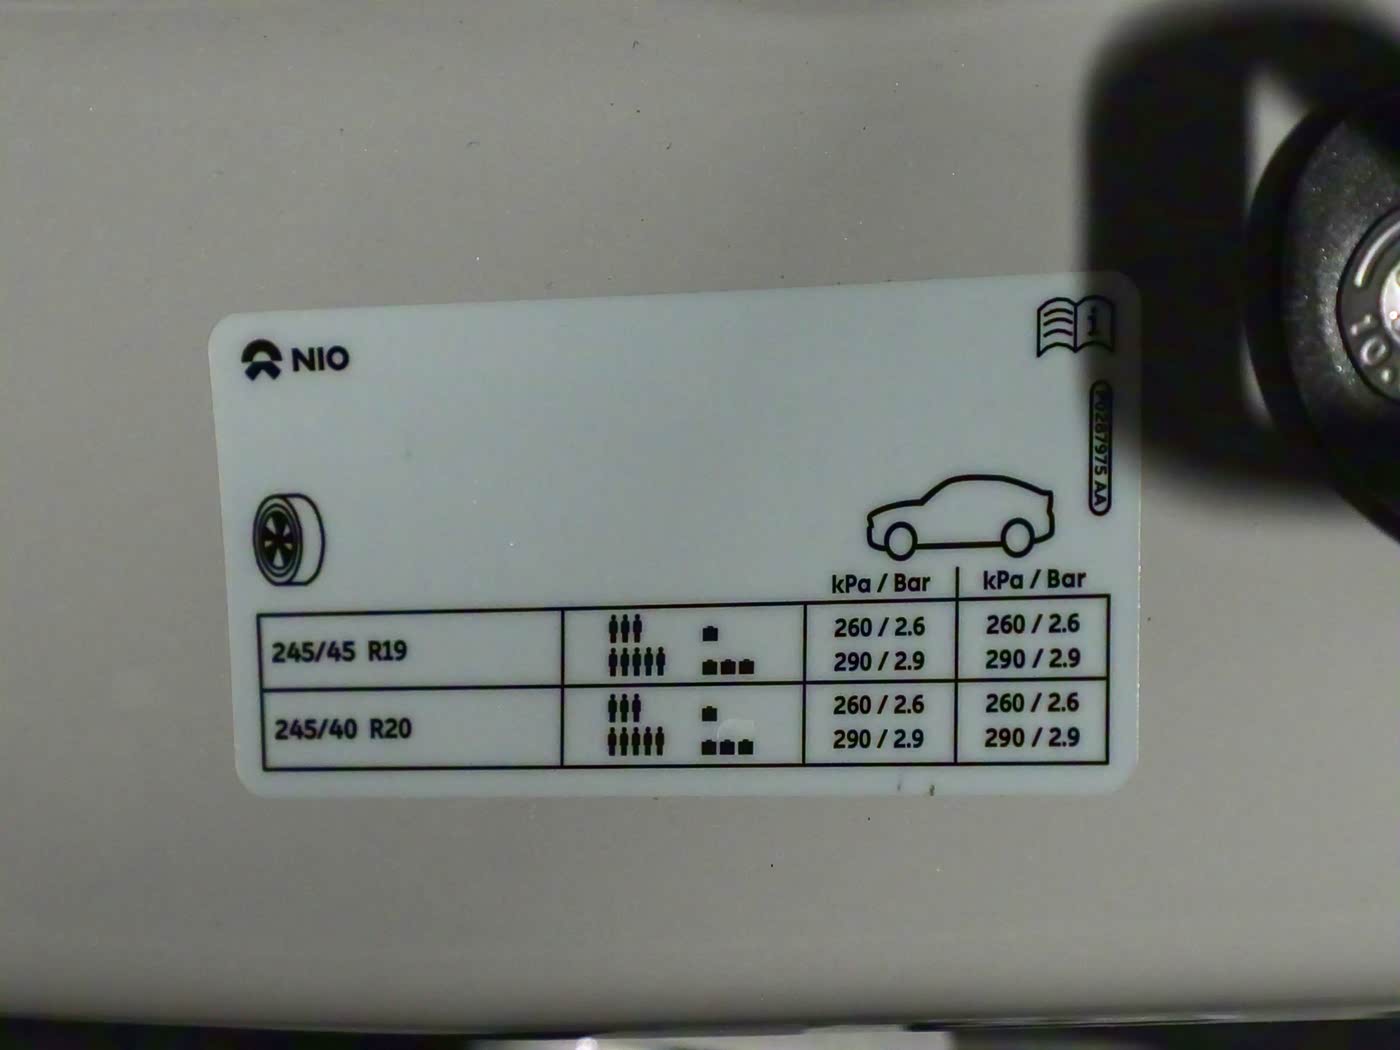 NIO
P0287975 AA
kPa / Bar kPa / Bar
245/45 R19
260 / 2.6 260 / 2.6
290 / 2.9 290 / 2.9
245/40 R20
260 / 2.6 260 / 2.6
290 / 2.9 290 / 2.9
10.